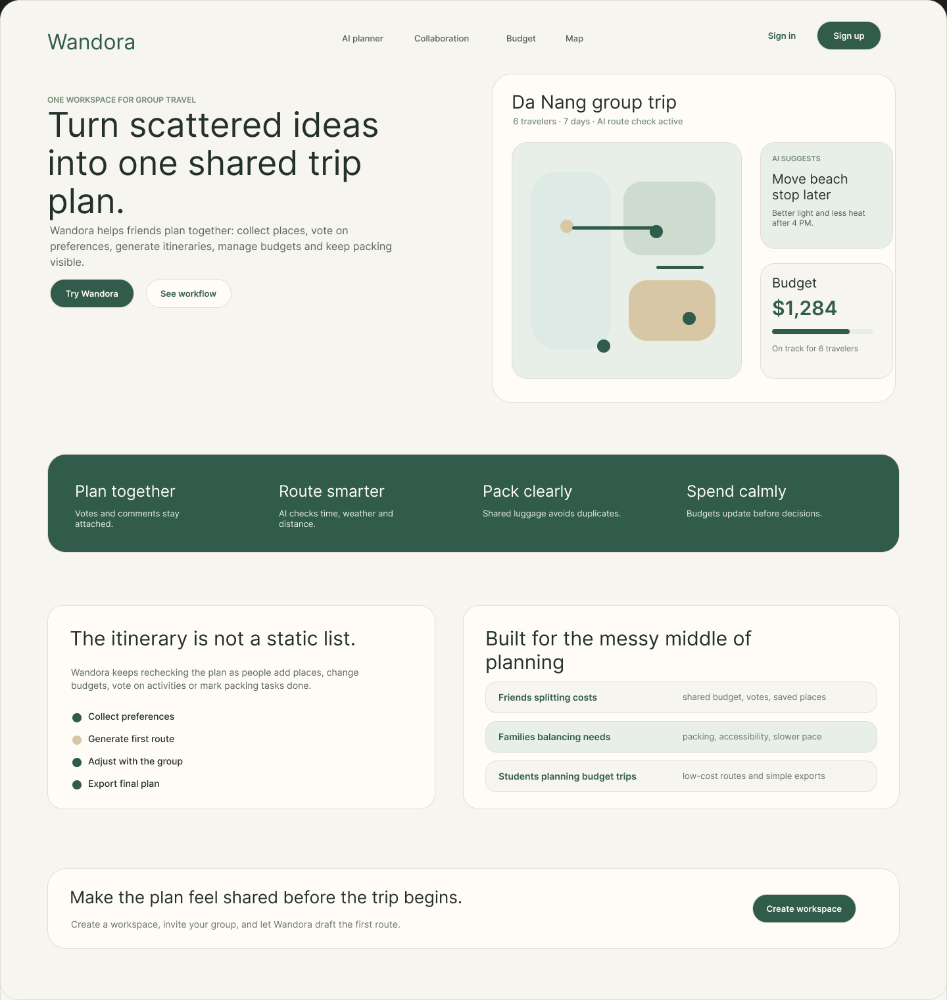 Wandora
AI planner
Collaboration
Budget
Map
Sign in
Sign up
ONE WORKSPACE FOR GROUP TRAVEL
Turn scattered ideas
into one shared trip
plan.
Wandora helps friends plan together: collect places, vote on
preferences, generate itineraries, manage budgets and keep packing
visible.
Try Wandora
See workflow
Da Nang group trip
6 travelers · 7 days · AI route check active
AI SUGGESTS
Move beach
stop later
Better light and less heat
after 4 PM.
Budget
$1,284
On track for 6 travelers
Plan together
Votes and comments stay
attached.
Route smarter
AI checks time, weather and
distance.
Pack clearly
Shared luggage avoids duplicates.
Spend calmly
Budgets update before decisions.
The itinerary is not a static list.
Wandora keeps rechecking the plan as people add places, change
budgets, vote on activities or mark packing tasks done.
Collect preferences
Generate first route
Adjust with the group
Export final plan
Built for the messy middle of
planning
Friends splitting costs
shared budget, votes, saved places
Families balancing needs
packing, accessibility, slower pace
Students planning budget trips
low-cost routes and simple exports
Make the plan feel shared before the trip begins.
Create a workspace, invite your group, and let Wandora draft the first route.
Create workspace